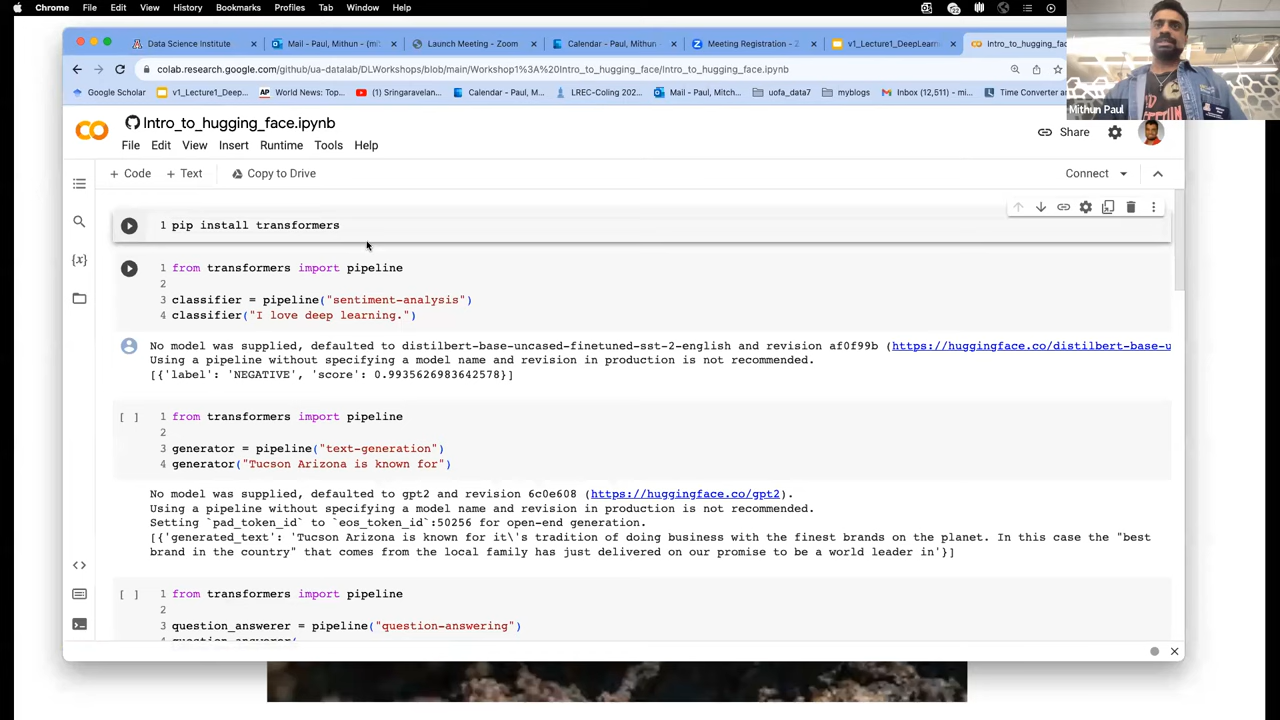 Chrome File Edit View History Bookmarks Profiles Tab Window Help
Data Science Institute
Mail - Paul, Mithun - (mi
Launch Meeting - Zoom
Calendar - Paul, Mithun -
Meeting Registration - Z
v1_Lecture1_DeepLearn
Intro_to_hugging_fac
colab.research.google.com/github/ua-datalab/DLWorkshops/blob/main/Workshop1%3A%20Intro_to_hugging_face/Intro_to_hugging_face.ipynb
Google Scholar
v1_Lecture1_Deep...
World News: Top...
(1) Sringaravelan...
Calendar - Paul, M...
LREC-Coling 202...
Mail - Paul, Mitch...
uofa_data7
myblogs
Inbox (12,511) - mi...
Time Converter an
Mithun Paul
Intro_to_hugging_face.ipynb
File Edit View Insert Runtime Tools Help
Share
+ Code + Text Copy to Drive
Connect
1 pip install transformers
1 from transformers import pipeline
2
3 classifier = pipeline("sentiment-analysis")
4 classifier("I love deep learning.")
No model was supplied, defaulted to distilbert-base-uncased-finetuned-sst-2-english and revision af0f99b (https://huggingface.co/distilbert-base-u
Using a pipeline without specifying a model name and revision in production is not recommended.
[{'label': 'NEGATIVE', 'score': 0.9935626983642578}]
[ ] 1 from transformers import pipeline
2
3 generator = pipeline("text-generation")
4 generator("Tucson Arizona is known for")
No model was supplied, defaulted to gpt2 and revision 6c0e608 (https://huggingface.co/gpt2).
Using a pipeline without specifying a model name and revision in production is not recommended.
Setting `pad_token_id` to `eos_token_id`:50256 for open-end generation.
[{'generated_text': 'Tucson Arizona is known for it\'s tradition of doing business with the finest brands on the planet. In this case the "best
brand in the country" that comes from the local family has just delivered on our promise to be a world leader in'}]
[ ] 1 from transformers import pipeline
2
3 question_answerer = pipeline("question-answering")
4 question_answerer(